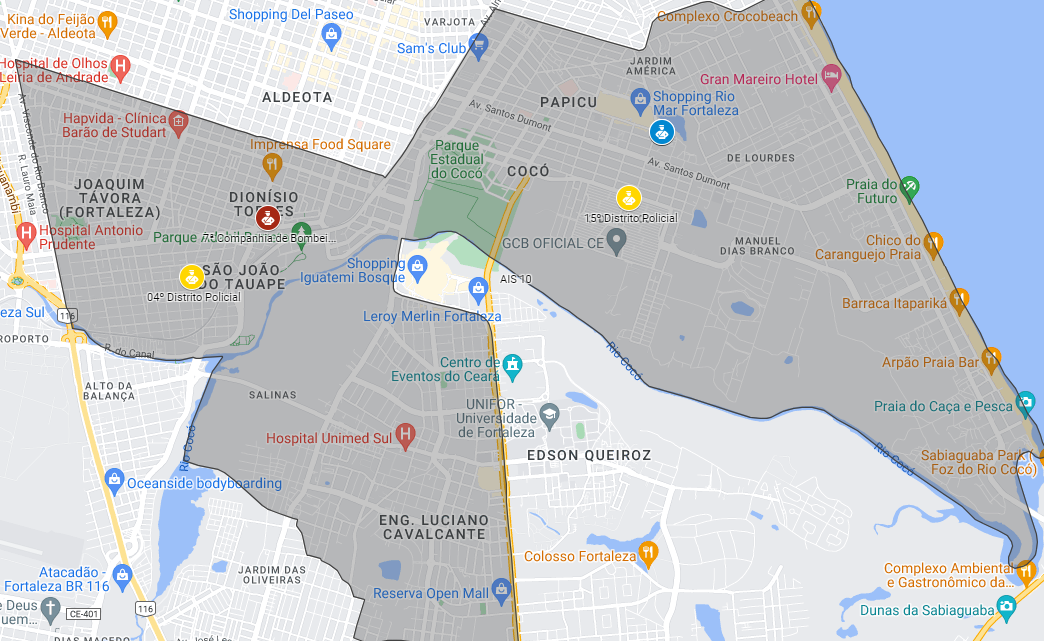 Kina do Feijão
Verde - Aldeota
Shopping Del Paseo
VARJOTA
Sam's Club
Complexo Crocobeach
Hospital de Olhos
Leiria de Andrade
ALDEOTA
JARDIM
AMÉRICA
Gran Mareiro Hotel
PAPICU
Shopping Rio
Mar Fortaleza
Av. Santos Dumont
Hapvida - Clínica
Barão de Studart
Av. Visconde do Rio Branco
R. Lauro Maia
Imprensa Food Square
Parque
Estadual
do Cocó
COCÓ
Av. Santos Dumont
DE LOURDES
JOAQUIM
TÁVORA
(FORTALEZA)
DIONÍSIO
TORRES
Praia do
Futuro
15º Distrito Policial
Hospital Antonio
Prudente
7ª Companhia de Bombei...
GCB OFICIAL CE
MANUEL
DIAS BRANCO
Chico do
Caranguejo Praia
SÃO JOÃO
DO TAUAPE
04º Distrito Policial
Shopping
Iguatemi Bosque
AIS 10
Barraca Itapariká
eza Sul
116
Leroy Merlin Fortaleza
EROPORTO
R. do Canal
Rio Cocó
Centro de
Eventos do Ceará
Arpão Praia Bar
ALTO DA
BALANÇA
SALINAS
UNIFOR -
Universidade
de Fortaleza
Praia do Caça e Pesca
Hospital Unimed Sul
Rio Cocó
EDSON QUEIROZ
Rio Cocó
Sabiaguaba Park (
Foz do Rio Cocó)
Oceanside bodyboarding
ENG. LUCIANO
CAVALCANTE
Colosso Fortaleza
Atacadão -
Fortaleza BR 116
JARDIM DAS
OLIVEIRAS
Complexo Ambiental
e Gastronômico da...
Reserva Open Mall
e Deus
uem...
CE-401
116
Dunas da Sabiaguaba
DIAS MACEDO
Av. José Leo